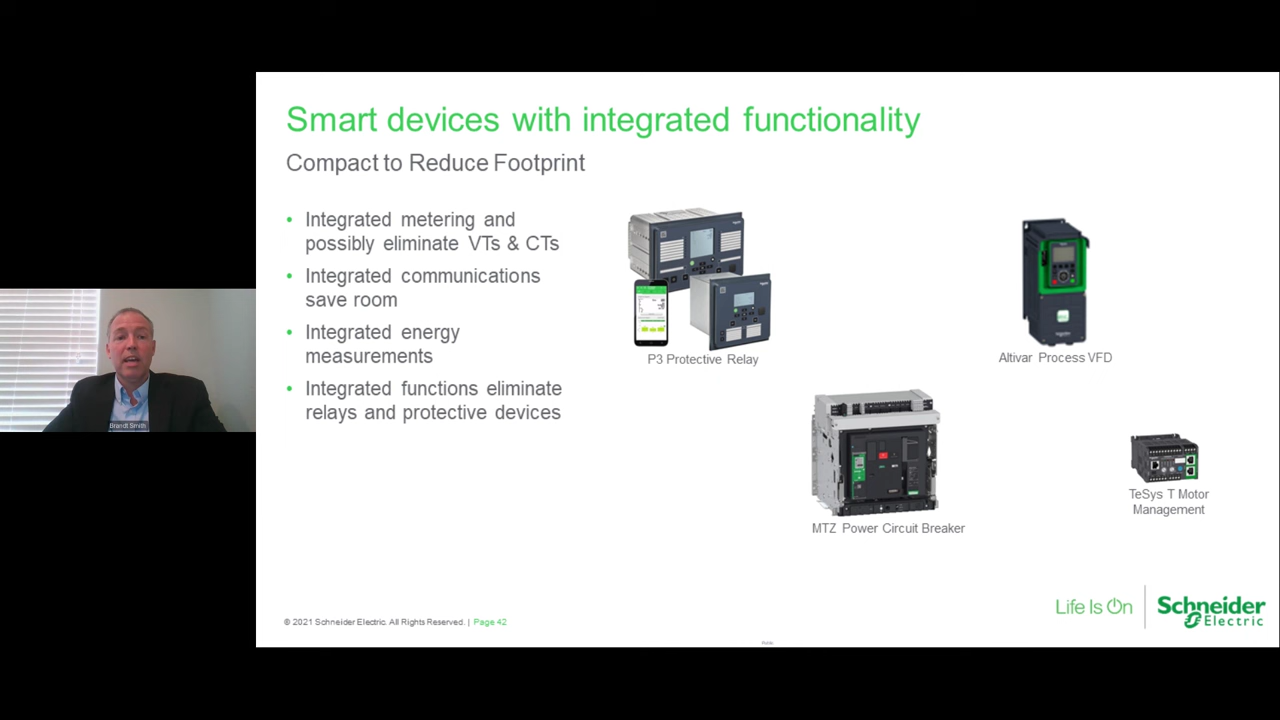 Smart devices with integrated functionality
Compact to Reduce Footprint
• Integrated metering and
possibly eliminate VTs & CTs
• Integrated communications
save room
• Integrated energy
measurements
• Integrated functions eliminate
relays and protective devices
P3 Protective Relay
Altivar Process VFD
MTZ Power Circuit Breaker
TeSys T Motor
Management
Brandt Smith
Life Is On
Schneider
Electric
© 2021 Schneider Electric. All Rights Reserved. | Page 42